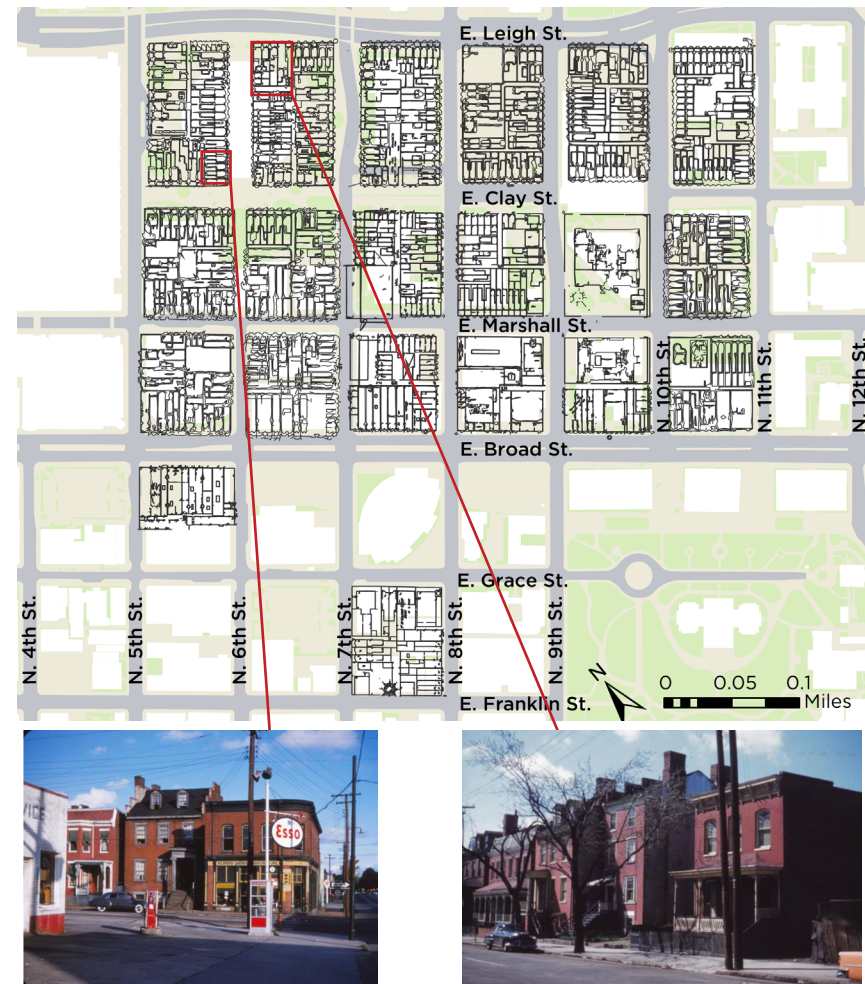 E. Leigh St.
E. Clay St.
E. Marshall St.
N. 10th St.
N. 11th St.
N. 12th St.
E. Broad St.
E. Grace St.
N. 4th St.
N. 5th St.
N. 6th St.
N. 7th St.
N. 8th St.
N. 9th St.
N
0 0.05 0.1
Miles
E. Franklin St.
VICE
Esso